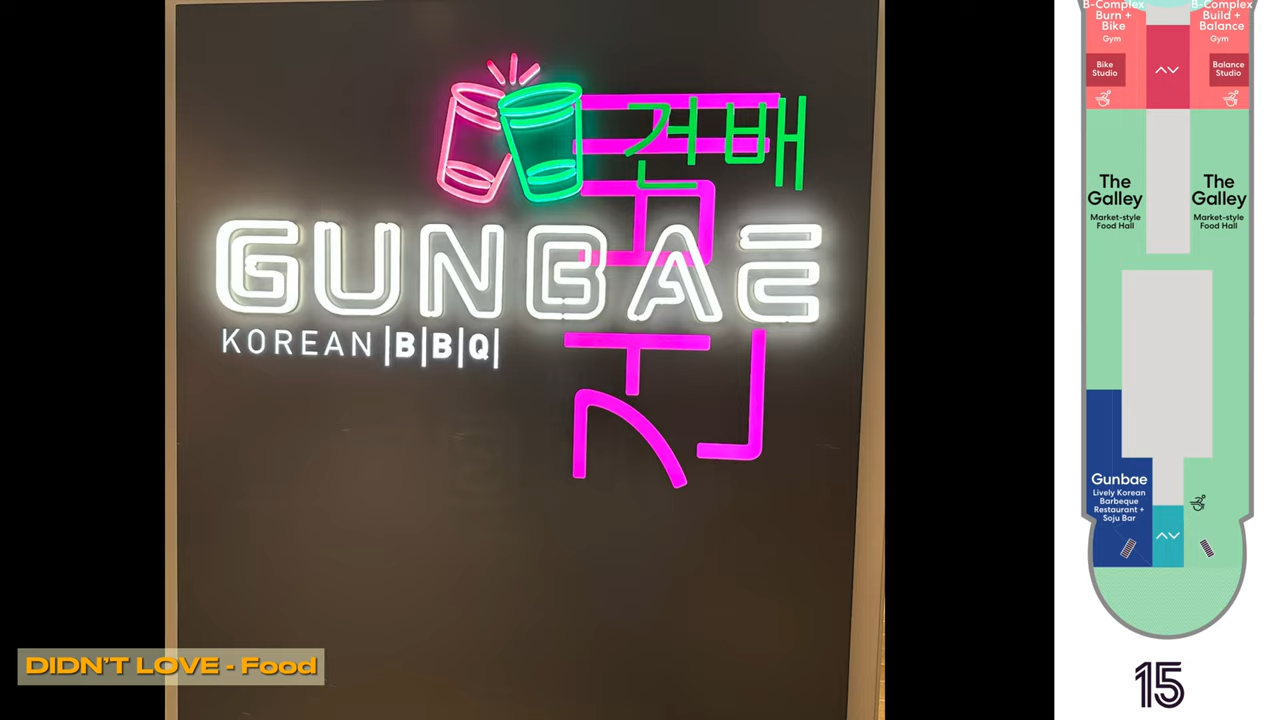 건배
GUNBAE
KOREAN |B|B|Q|
DIDN'T LOVE - Food
B-Complex
Burn +
Bike
Gym
Bike
Studio
B-Complex
Build +
Balance
Gym
Balance
Studio
The
Galley
Market-style
Food Hall
The
Galley
Market-style
Food Hall
Gunbae
Lively Korean
Barbeque
Restaurant +
Soju Bar
15